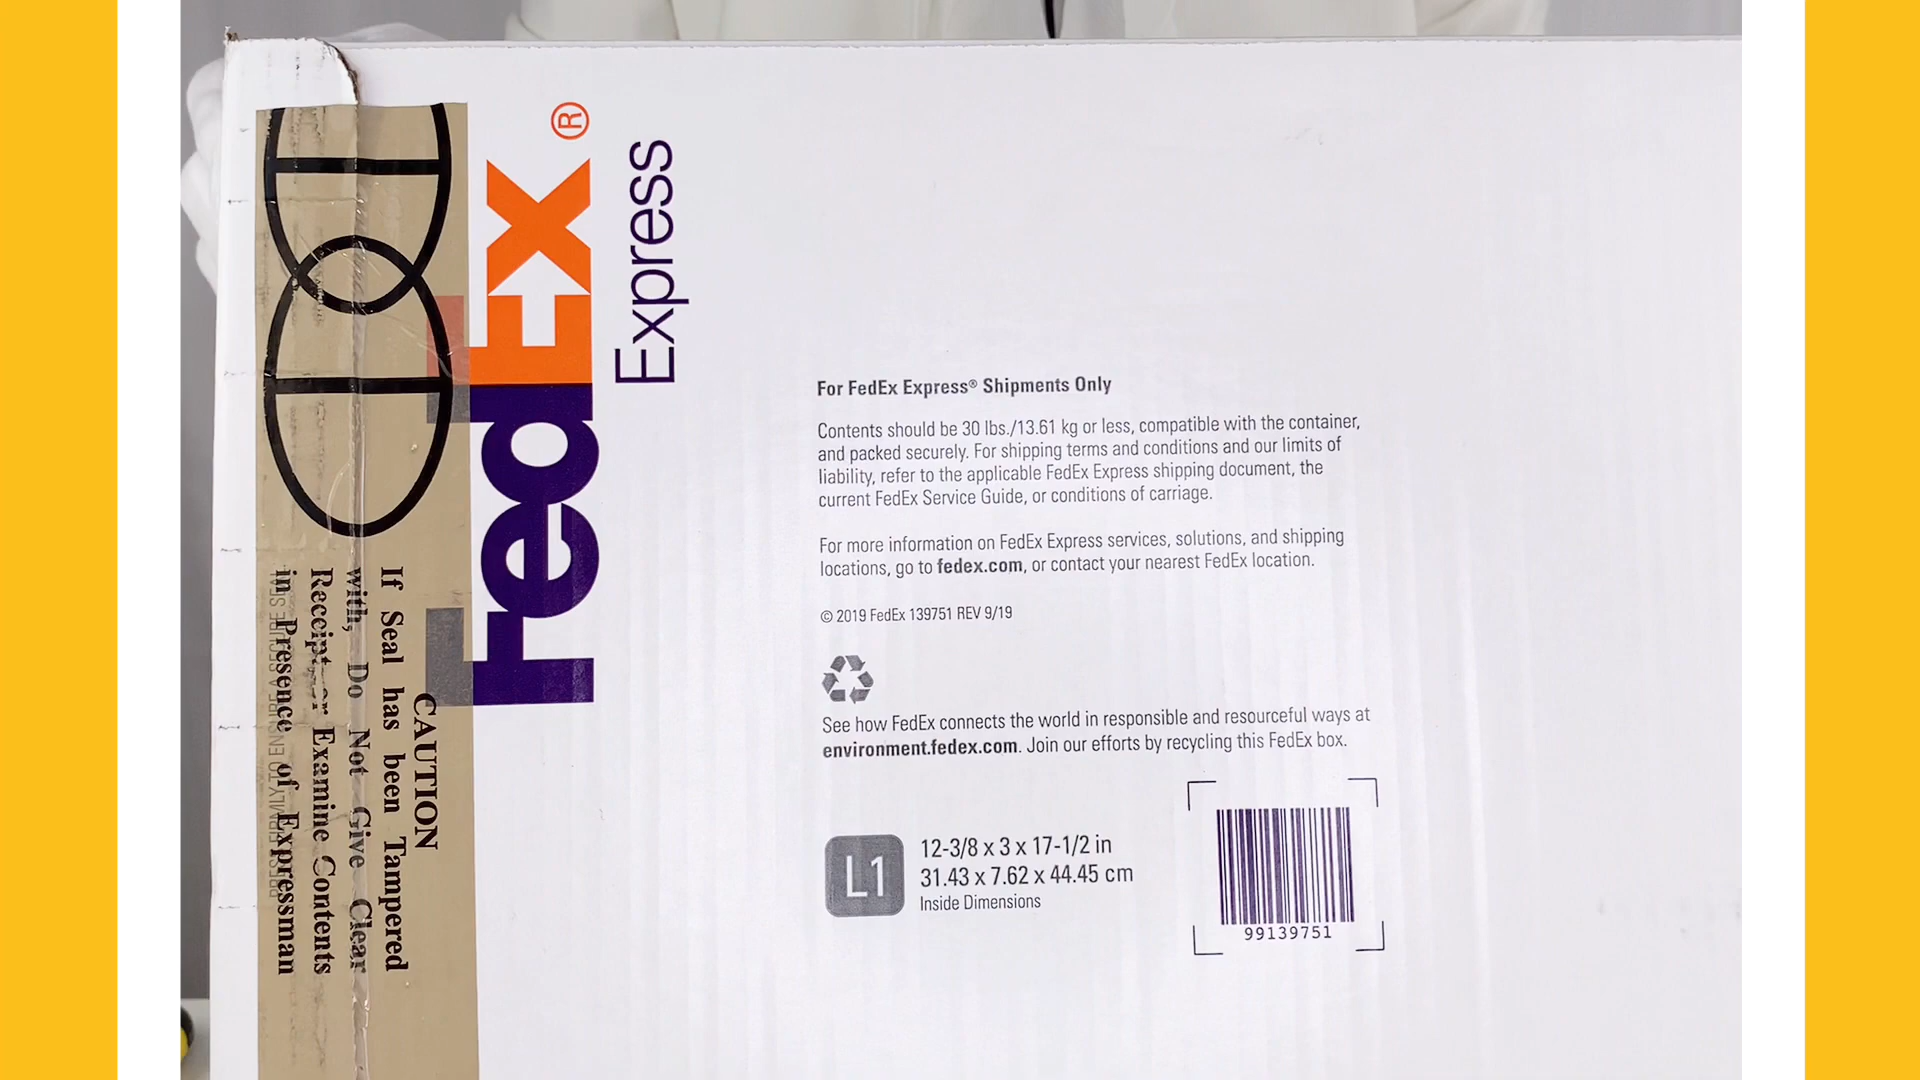 FedEx®
Express
CAUTION
If Seal has been Tampered
with, Do Not Give Clear
Receipt or Examine Contents
in Presence of Expressman
For FedEx Express® Shipments Only
Contents should be 30 lbs./13.61 kg or less, compatible with the container,
and packed securely. For shipping terms and conditions and our limits of
liability, refer to the applicable FedEx Express shipping document, the
current FedEx Service Guide, or conditions of carriage.
For more information on FedEx Express services, solutions, and shipping
locations, go to fedex.com, or contact your nearest FedEx location.
© 2019 FedEx 139751 REV 9/19
See how FedEx connects the world in responsible and resourceful ways at
environment.fedex.com. Join our efforts by recycling this FedEx box.
L1
12-3/8 x 3 x 17-1/2 in
31.43 x 7.62 x 44.45 cm
Inside Dimensions
99139751